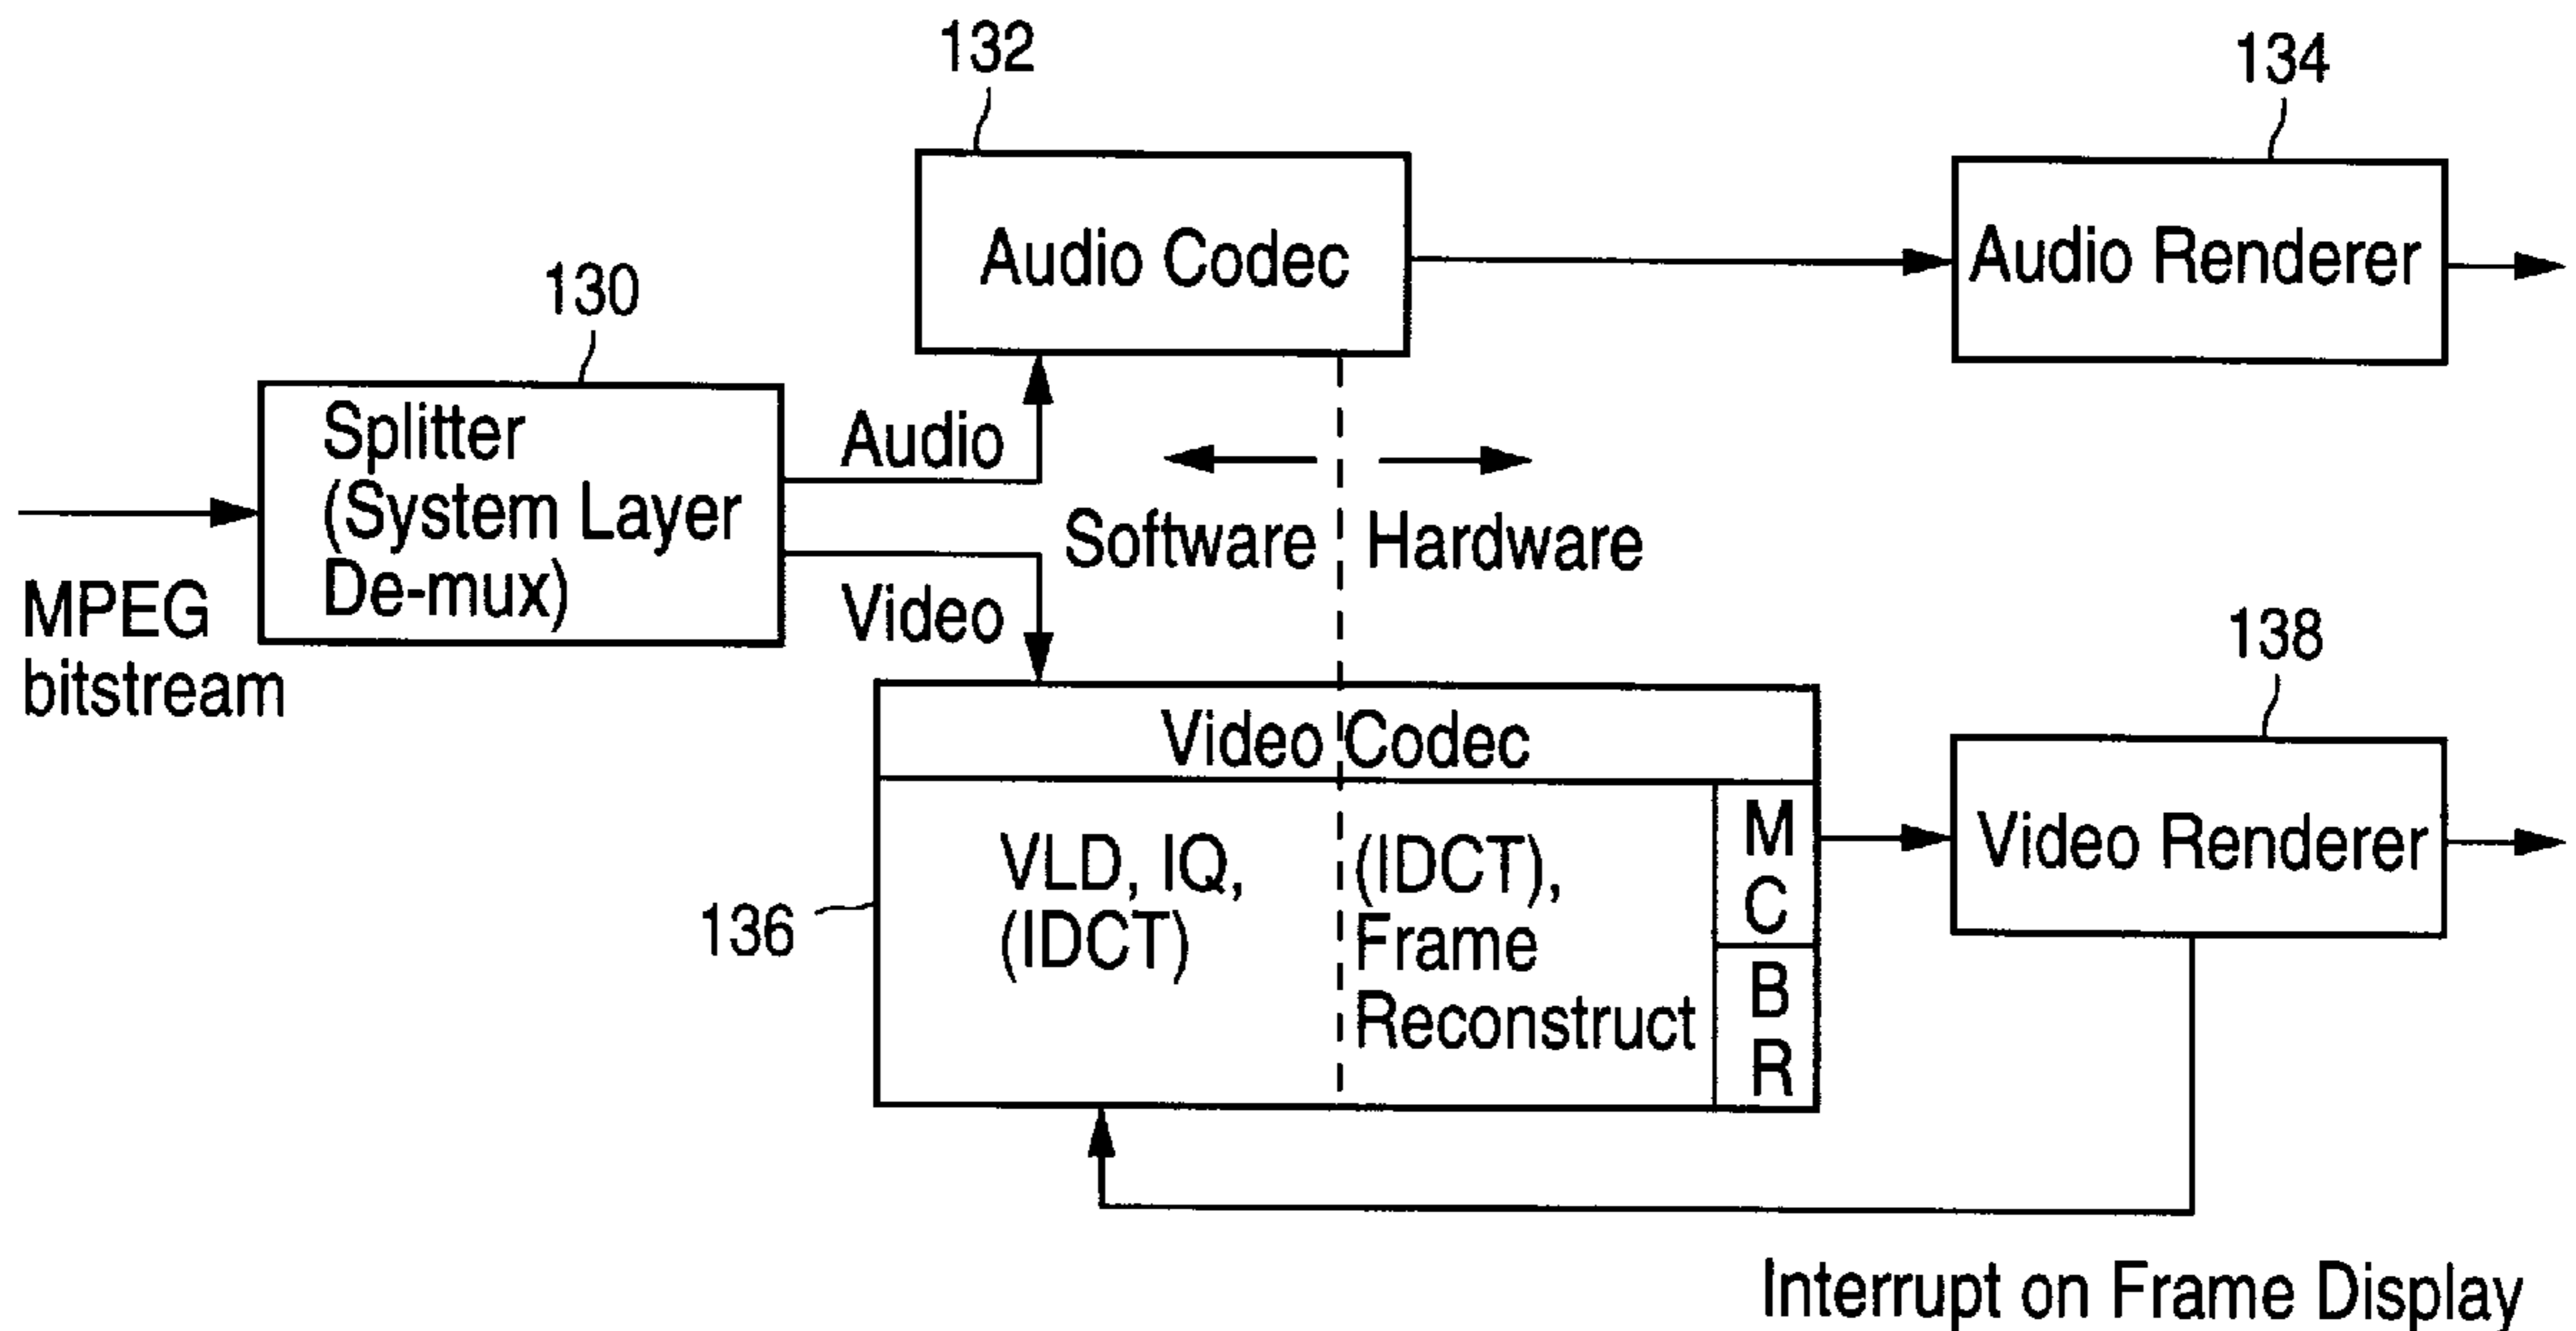 132
134
Audio Codec
Audio Renderer
130
Splitter
(System Layer
De-mux)
Audio
Video
Software
Hardware
MPEG
bitstream
138
Video Codec
VLD, IQ,
(IDCT)
(IDCT),
Frame
Reconstruct
M
C
B
R
Video Renderer
136
Interrupt on Frame Display